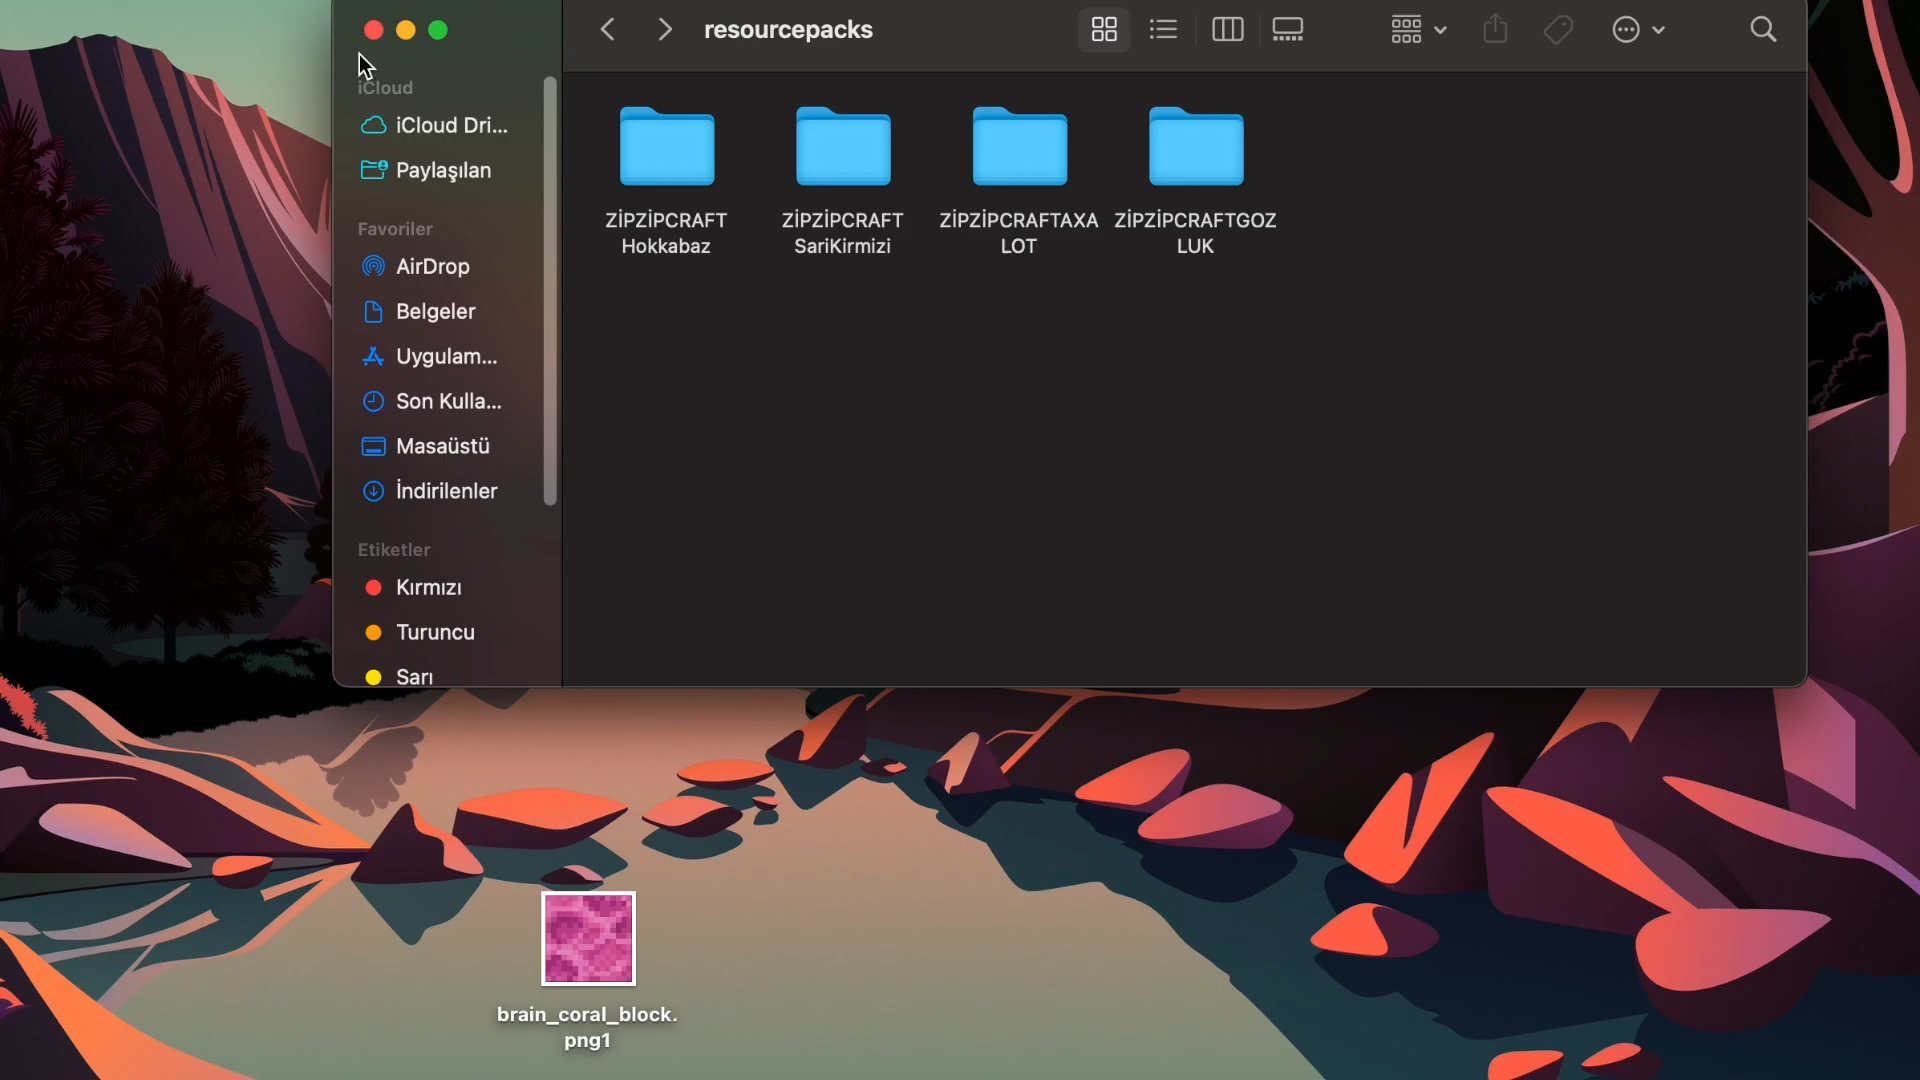 resourcepacks
iCloud
iCloud Dri...
Paylaşılan
Favoriler
AirDrop
Belgeler
Uygulam...
Son Kulla...
Masaüstü
İndirilenler
Etiketler
Kırmızı
Turuncu
Sarı
ZİPZİPCRAFT
Hokkabaz
ZİPZİPCRAFT
SariKirmizi
ZİPZİPCRAFTAXA
LOT
ZİPZİPCRAFTGOZ
LUK
brain_coral_block.
png1